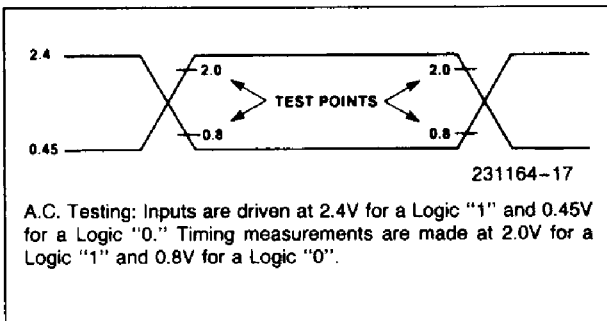 2.4
2.0 2.0
TEST POINTS
0.8 0.8
0.45
231164-17
A.C. Testing: Inputs are driven at 2.4V for a Logic "1" and 0.45V
for a Logic "0." Timing measurements are made at 2.0V for a
Logic "1" and 0.8V for a Logic "0".